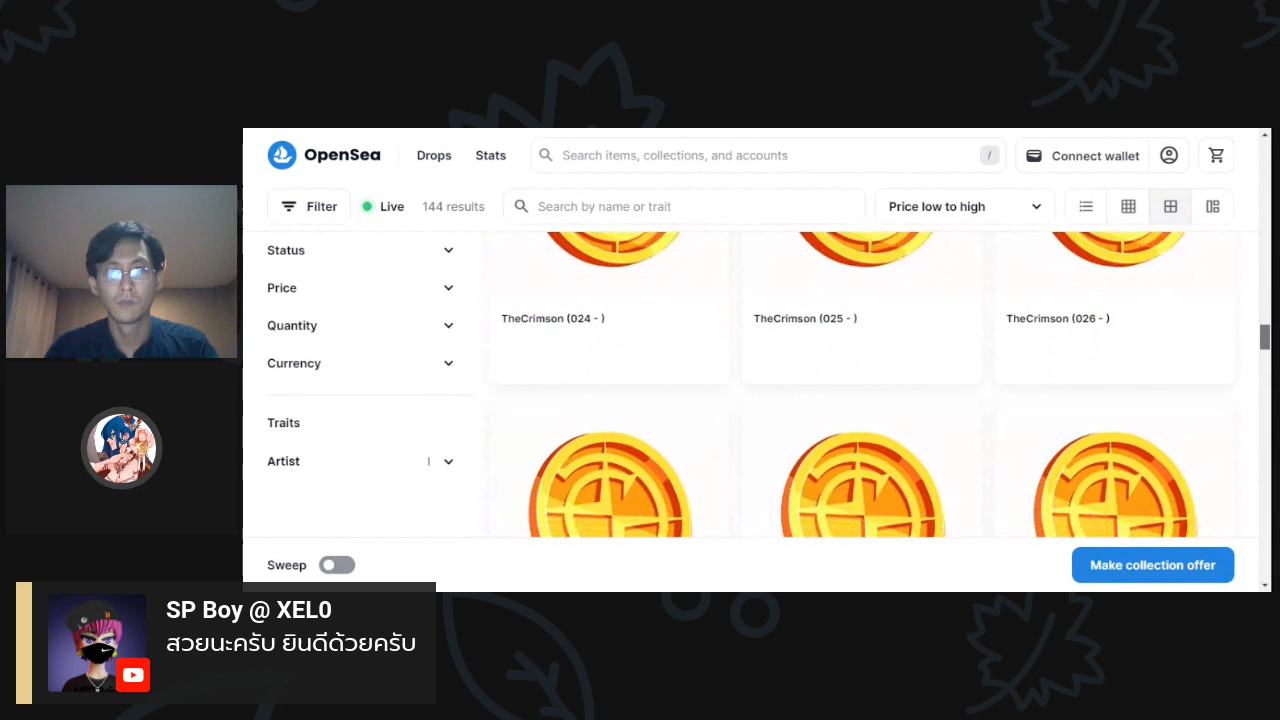 OpenSea
Drops
Stats
Search items, collections, and accounts
/
Connect wallet
Filter
Live
144 results
Search by name or trait
Price low to high
Status
Price
Quantity
Currency
Traits
Artist
1
TheCrimson (024 - )
TheCrimson (025 - )
TheCrimson (026 - )
Sweep
Make collection offer
SP Boy @ XEL0
สวยนะครับ ยินดีด้วยครับ